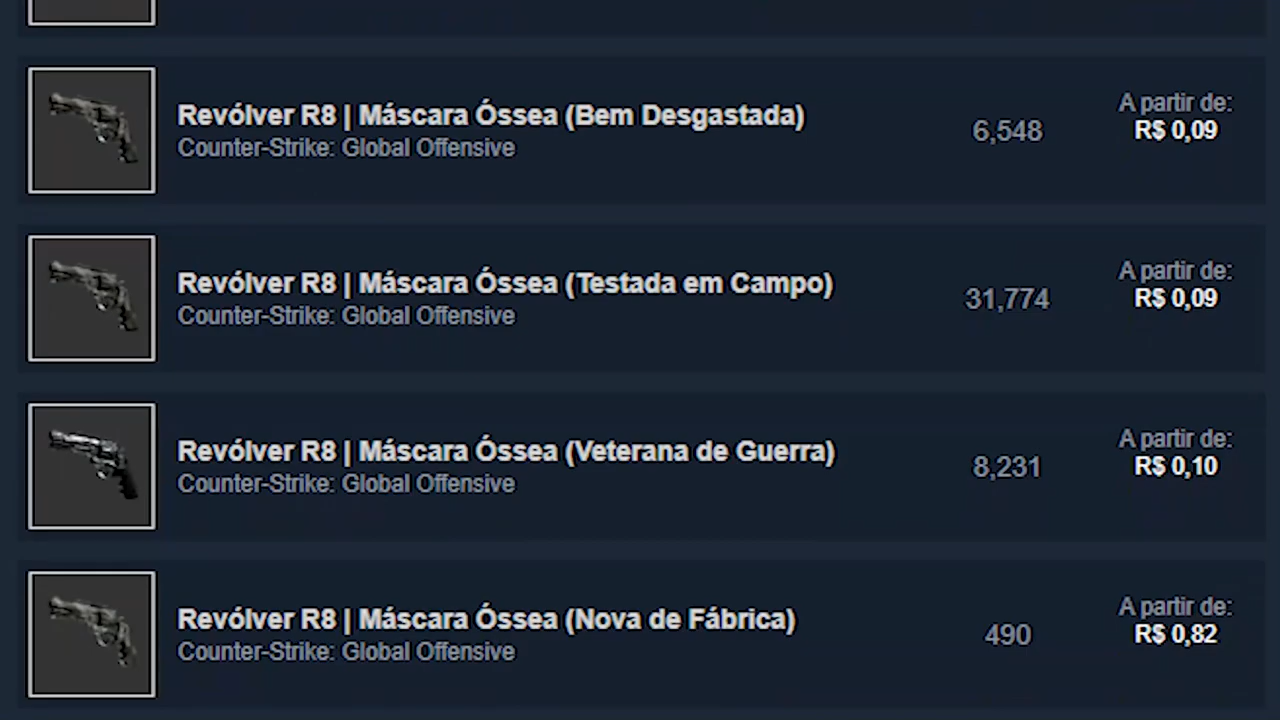 Revólver R8 | Máscara Óssea (Bem Desgastada)
Counter-Strike: Global Offensive
6,548
A partir de:
R$ 0,09
Revólver R8 | Máscara Óssea (Testada em Campo)
Counter-Strike: Global Offensive
31,774
A partir de:
R$ 0,09
Revólver R8 | Máscara Óssea (Veterana de Guerra)
Counter-Strike: Global Offensive
8,231
A partir de:
R$ 0,10
Revólver R8 | Máscara Óssea (Nova de Fábrica)
Counter-Strike: Global Offensive
490
A partir de:
R$ 0,82